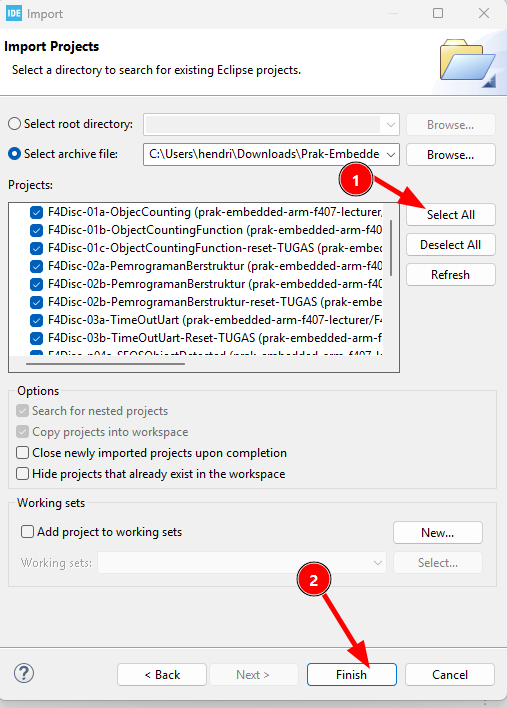 IDE Import
Import Projects
Select a directory to search for existing Eclipse projects.
Select root directory:
Browse...
Select archive file:
C:\Users\hendri\Downloads\Prak-Embedde
Browse...
Projects:
1
F4Disc-01a-ObjecCounting (prak-embedded-arm-f407-lecturer/
F4Disc-01b-ObjectCountingFunction (prak-embedded-arm-f40
F4Disc-01c-ObjectCountingFunction-reset-TUGAS (prak-embed
F4Disc-02a-PemrogramanBerstruktur (prak-embedded-arm-f40
F4Disc-02b-PemrogramanBerstruktur (prak-embedded-arm-f40
F4Disc-02b-PemrogramanBerstruktur-reset-TUGAS (prak-embe
F4Disc-03a-TimeOutUart (prak-embedded-arm-f407-lecturer/F4
F4Disc-03b-TimeOutUart-Reset-TUGAS (prak-embedded-arm-f
Select All
Deselect All
Refresh
Options
Search for nested projects
Copy projects into workspace
Close newly imported projects upon completion
Hide projects that already exist in the workspace
Working sets
Add project to working sets
New...
Working sets:
Select...
2
?
< Back
Next >
Finish
Cancel